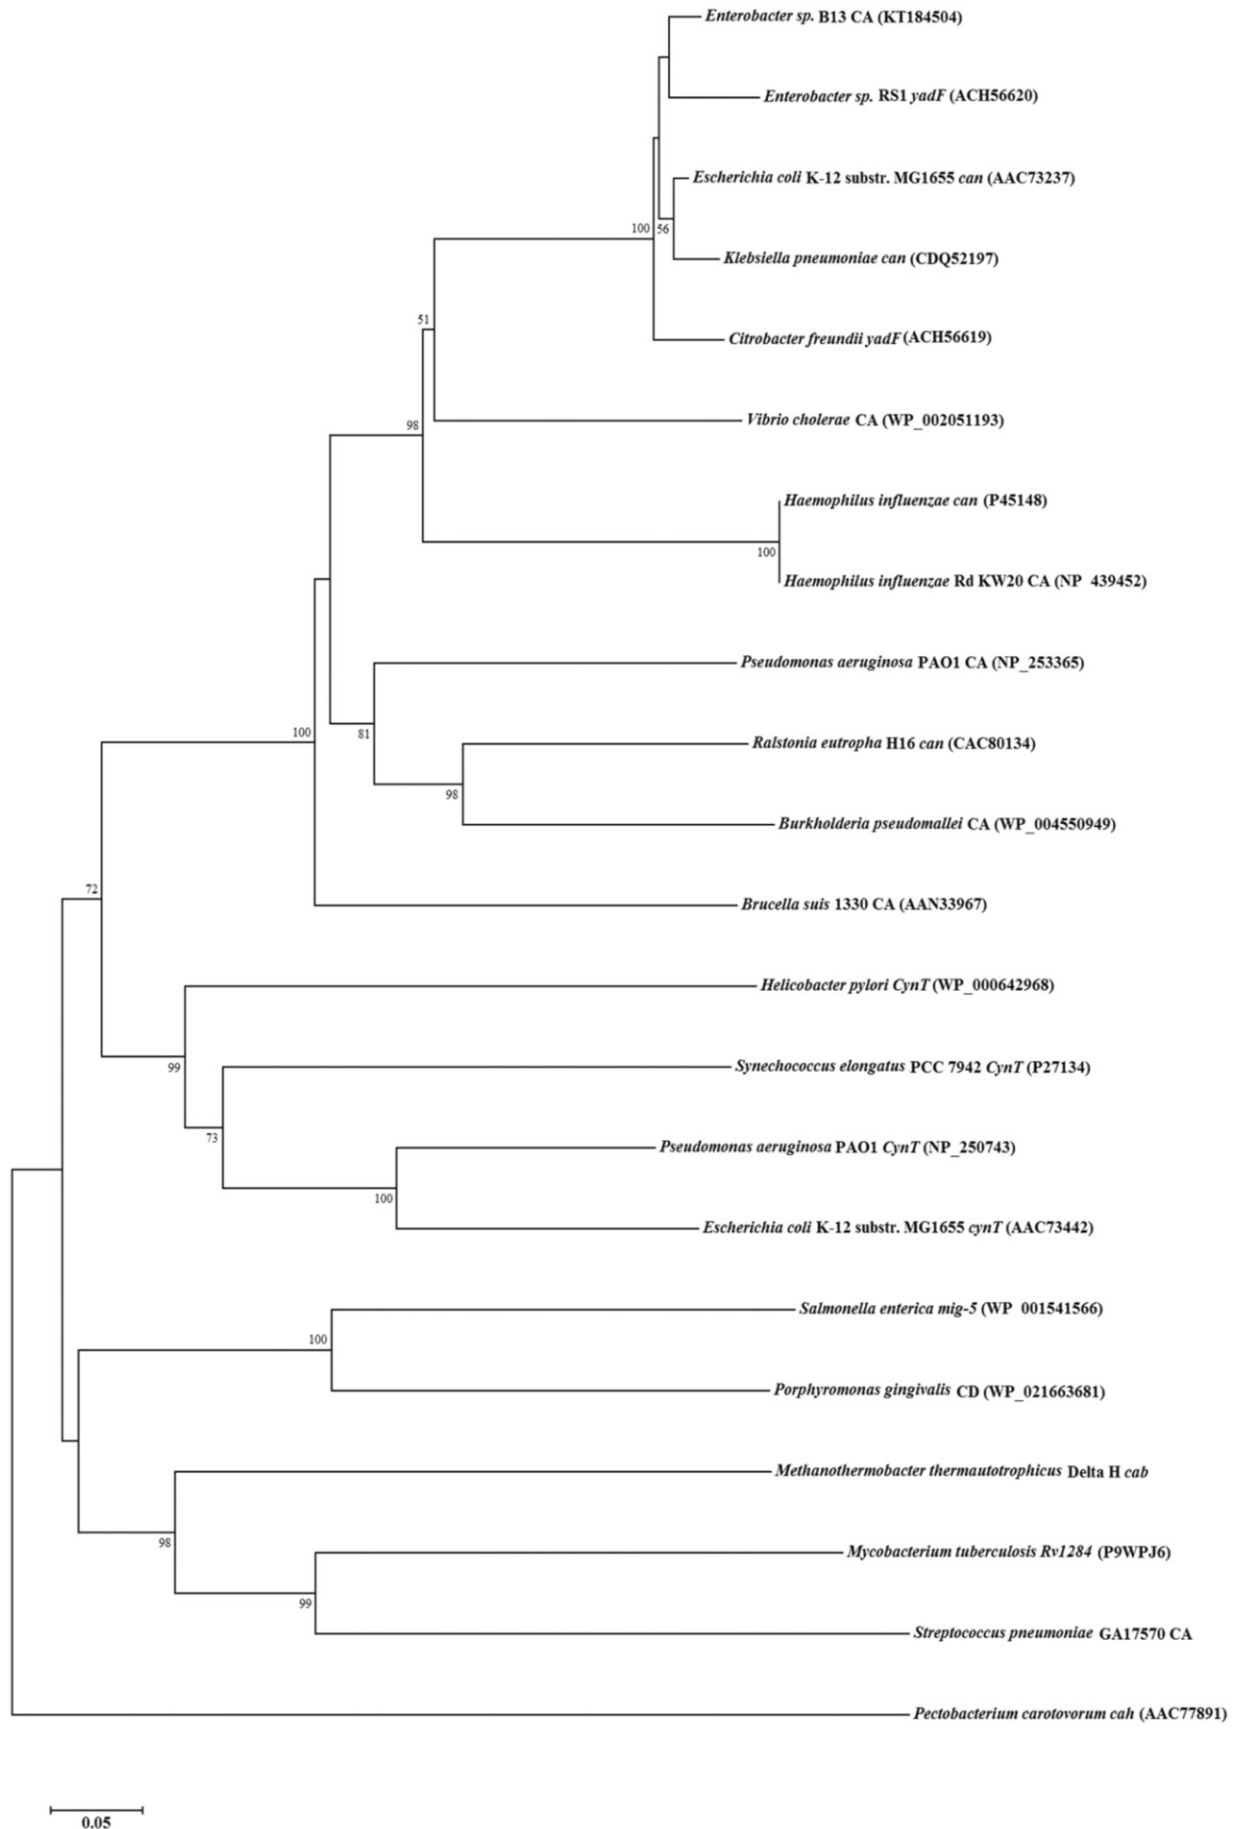 Enterobacter sp. B13 CA (KT184504)
Enterobacter sp. RS1 yadF (ACH56620)
Escherichia coli K-12 substr. MG1655 can (AAC73237)
100 56
Klebsiella pneumoniae can (CDQ52197)
51
Citrobacter freundii yadF (ACH56619)
Vibrio cholerae CA (WP_002051193)
98
Haemophilus influenzae can (P45148)
100
Haemophilus influenzae Rd KW20 CA (NP 439452)
Pseudomonas aeruginosa PAO1 CA (NP_253365)
100
81
Ralstonia eutropha H16 can (CAC80134)
98
Burkholderia pseudomallei CA (WP_004550949)
72
Brucella suis 1330 CA (AAN33967)
Helicobacter pylori CynT (WP_000642968)
99
Synechococcus elongatus PCC 7942 CynT (P27134)
73
Pseudomonas aeruginosa PAO1 CynT (NP_250743)
100
Escherichia coli K-12 substr. MG1655 cynT (AAC73442)
Salmonella enterica mig-5 (WP 001541566)
100
Porphyromonas gingivalis CD (WP_021663681)
Methanothermobacter thermautotrophicus Delta H cab
98
Mycobacterium tuberculosis Rv1284 (P9WPJ6)
99
Streptococcus pneumoniae GA17570 CA
Pectobacterium carotovorum cah (AAC77891)
0.05